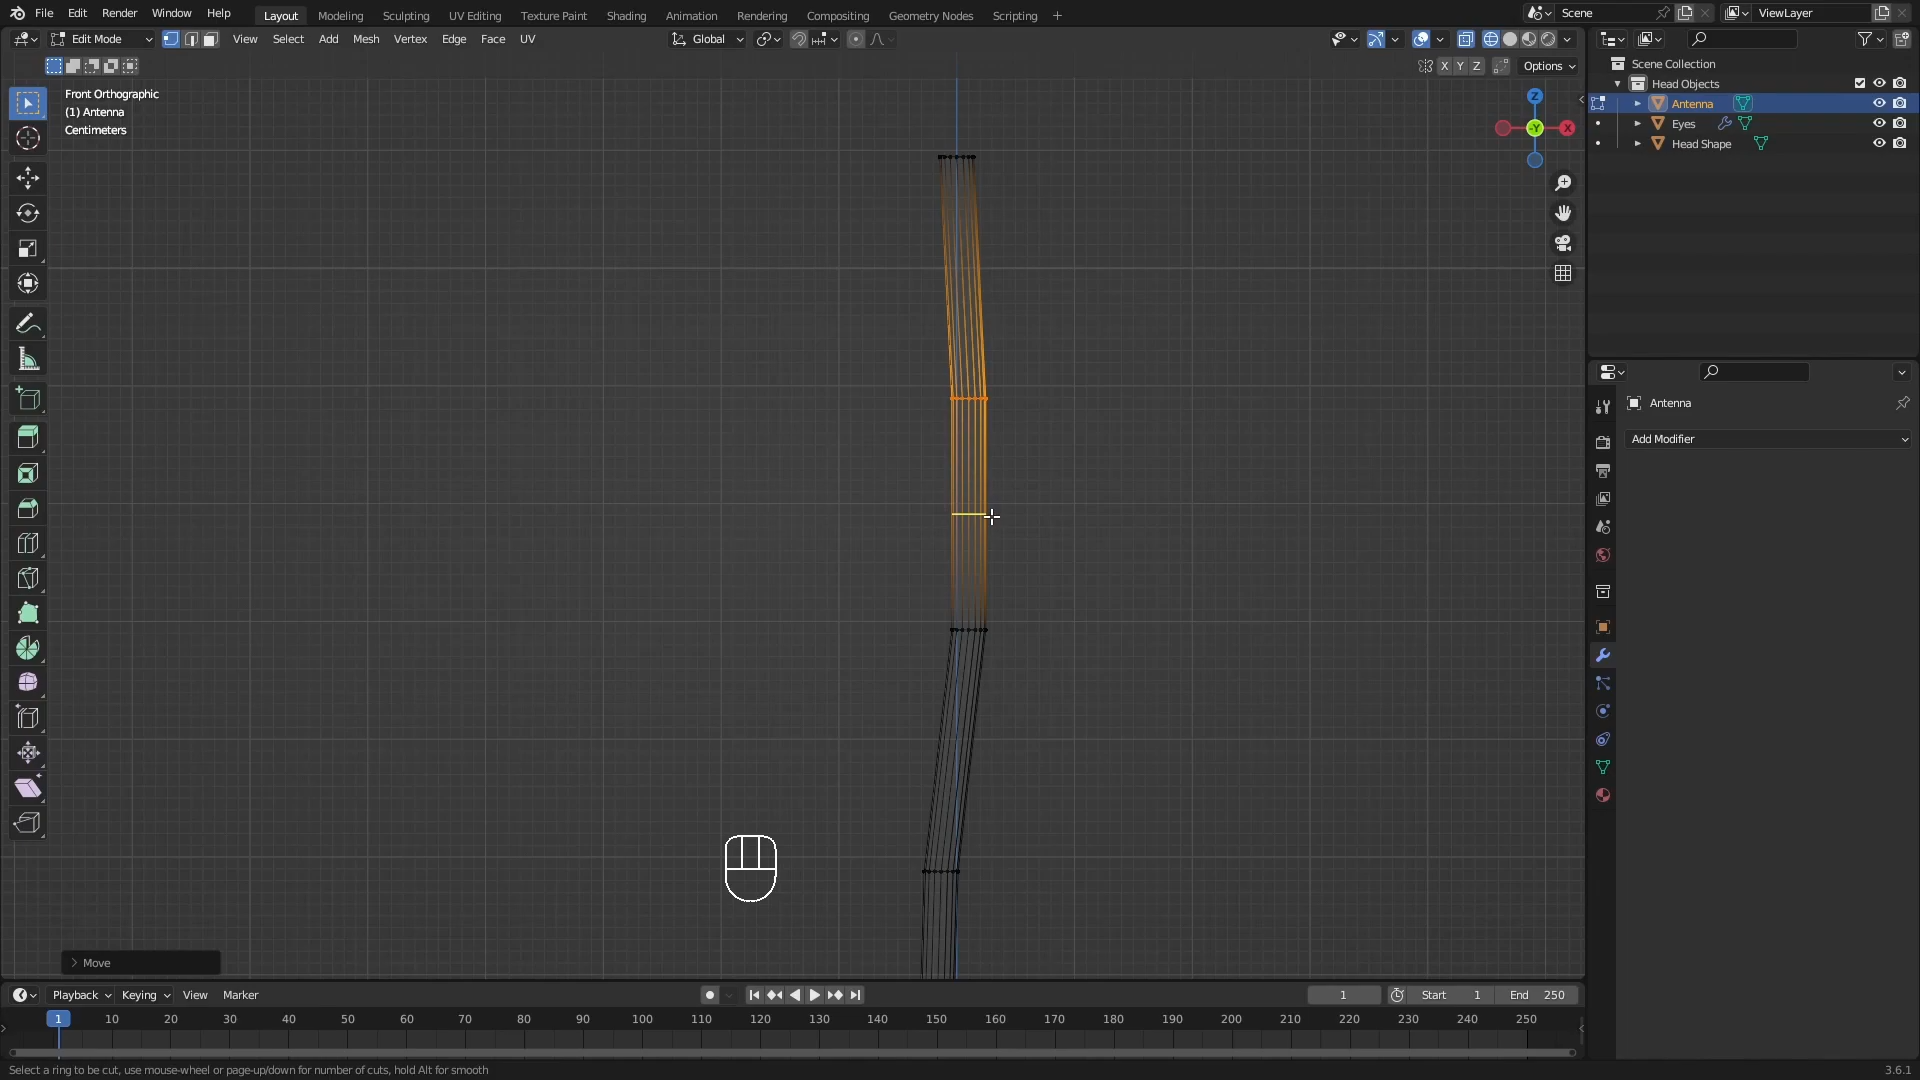 File Edit Render Window Help Layout Modeling Sculpting UV Editing Texture Paint Shading Animation Rendering Compositing Geometry Nodes Scripting + Scene ViewLayer
Edit Mode View Select Add Mesh Vertex Edge Face UV Global
X Y Z Options
Front Orthographic
(1) Antenna
Centimeters
Z
X
-Y
Scene Collection
Head Objects
Antenna
Eyes
Head Shape
Antenna
Add Modifier
Move
Playback Keying View Marker 1 Start 1 End 250
1 10 20 30 40 50 60 70 80 90 100 110 120 130 140 150 160 170 180 190 200 210 220 230 240 250
Select a ring to be cut, use mouse-wheel or page-up/down for number of cuts, hold Alt for smooth 3.6.1